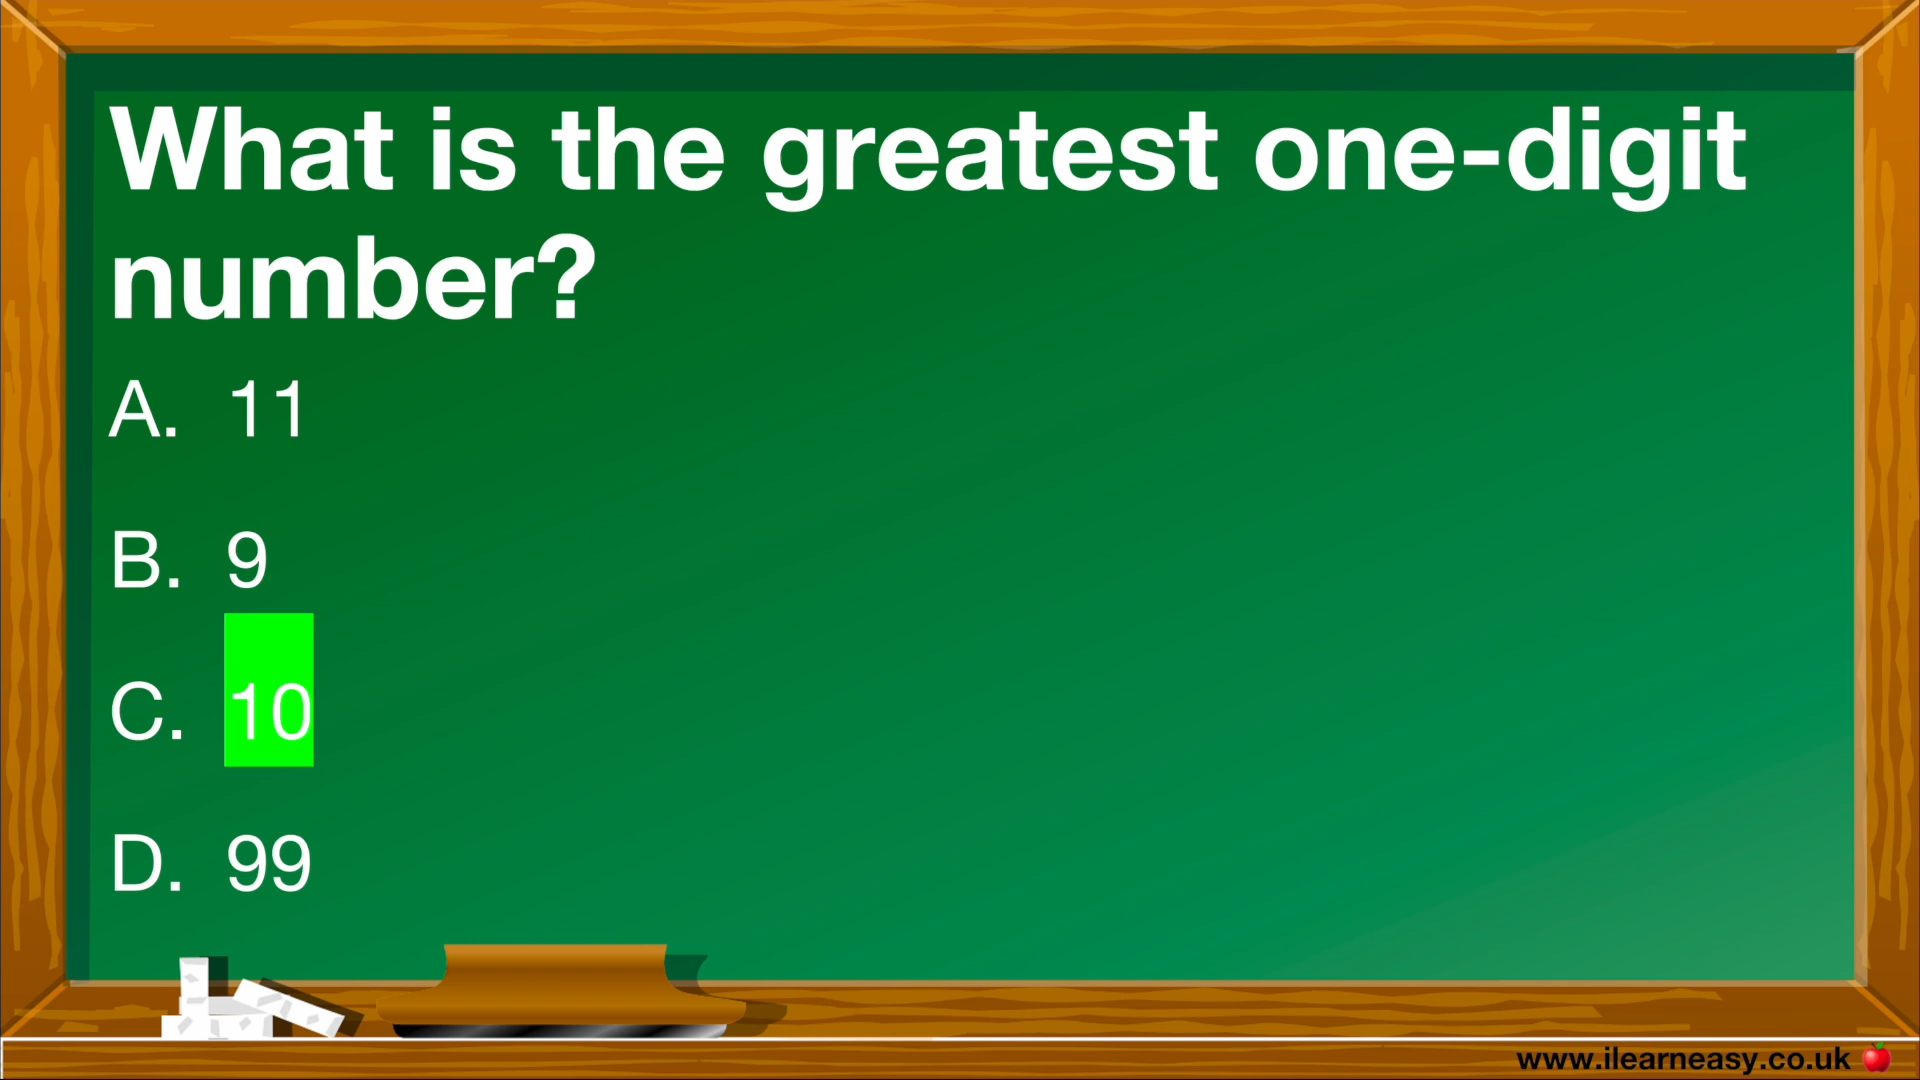 What is the greatest one-digit
number?
A. 11
B. 9
C. 10
D. 99
www.ilearneasy.co.uk